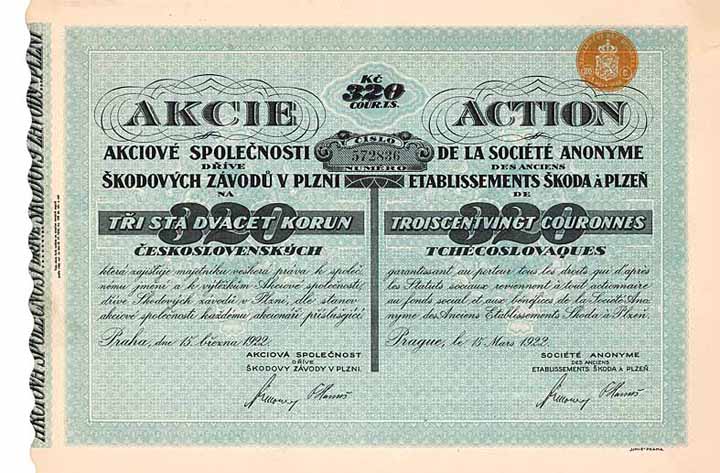 Kč
320
COUR.TS.
AKCIE
AKCIOVÉ SPOLEČNOSTI
DŘÍVE
ŠKODOVÝCH ZÁVODŮ V PLZNI
NA
320
TŘI STA DVACET KORUN
ČESKOSLOVENSKÝCH
která zajišťuje majetníku veškerá práva k společ-
nému jmění a k výtěžkům Akciové společnosti,
dříve Škodových závodů v Plzni, dle stanov
akciové společnosti každému akcionáři příslušející.
Praha, dne 15. března 1922.
AKCIOVÁ SPOLEČNOST
DŘÍVE
ŠKODOVY ZÁVODY V PLZNI.
ČÍSLO
572836
NUMÉRO
ACTION
DE LA SOCIÉTÉ ANONYME
DES ANCIENS
ETABLISSEMENTS ŠKODA à PLZEŇ
DE
320
TROISCENTVINGT COURONNES
TCHÉCOSLOVAQUES
garantissant au porteur tous les droits qui d'après
les Statuts sociaux reviennent à tout actionnaire
au fonds social et aux bénéfices de la Société Ano-
nyme des Anciens Etablissements Škoda à Plzeň.
Prague, le 15 Mars 1922.
SOCIÉTÉ ANONYME
DES ANCIENS
ETABLISSEMENTS ŠKODA À PLZEŇ.